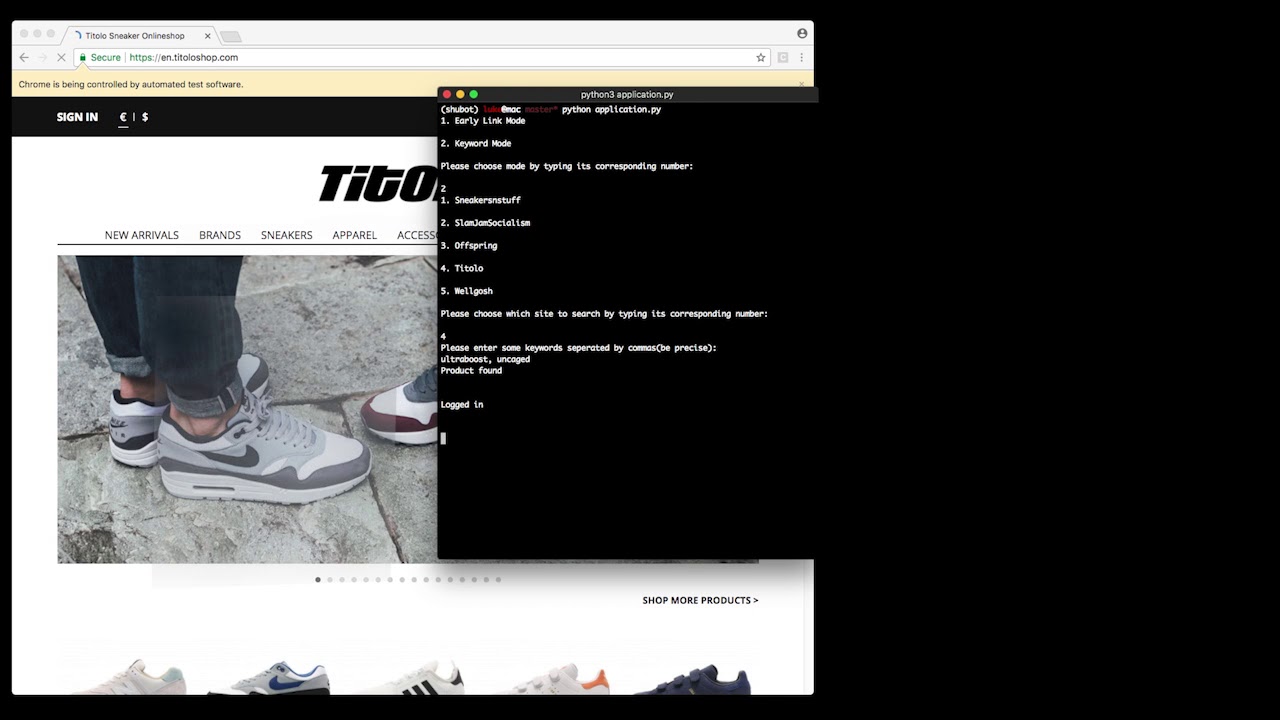 Titolo Sneaker Onlineshop
Secure
https://en.titoloshop.com
Chrome is being controlled by automated test software.
SIGN IN € | $
NEW ARRIVALS BRANDS SNEAKERS APPAREL
SHOP MORE PRODUCTS >
python3 application.py
(shubot) luke@mac master* python application.py
1. Early Link Mode
2. Keyword Mode
Please choose mode by typing its corresponding number:
2
1. Sneakersnstuff
2. SlamJamSocialism
3. Offspring
4. Titolo
5. Wellgosh
Please choose which site to search by typing its corresponding number:
4
Please enter some keywords seperated by commas(be precise):
ultraboost, uncaged
Product found
Logged in